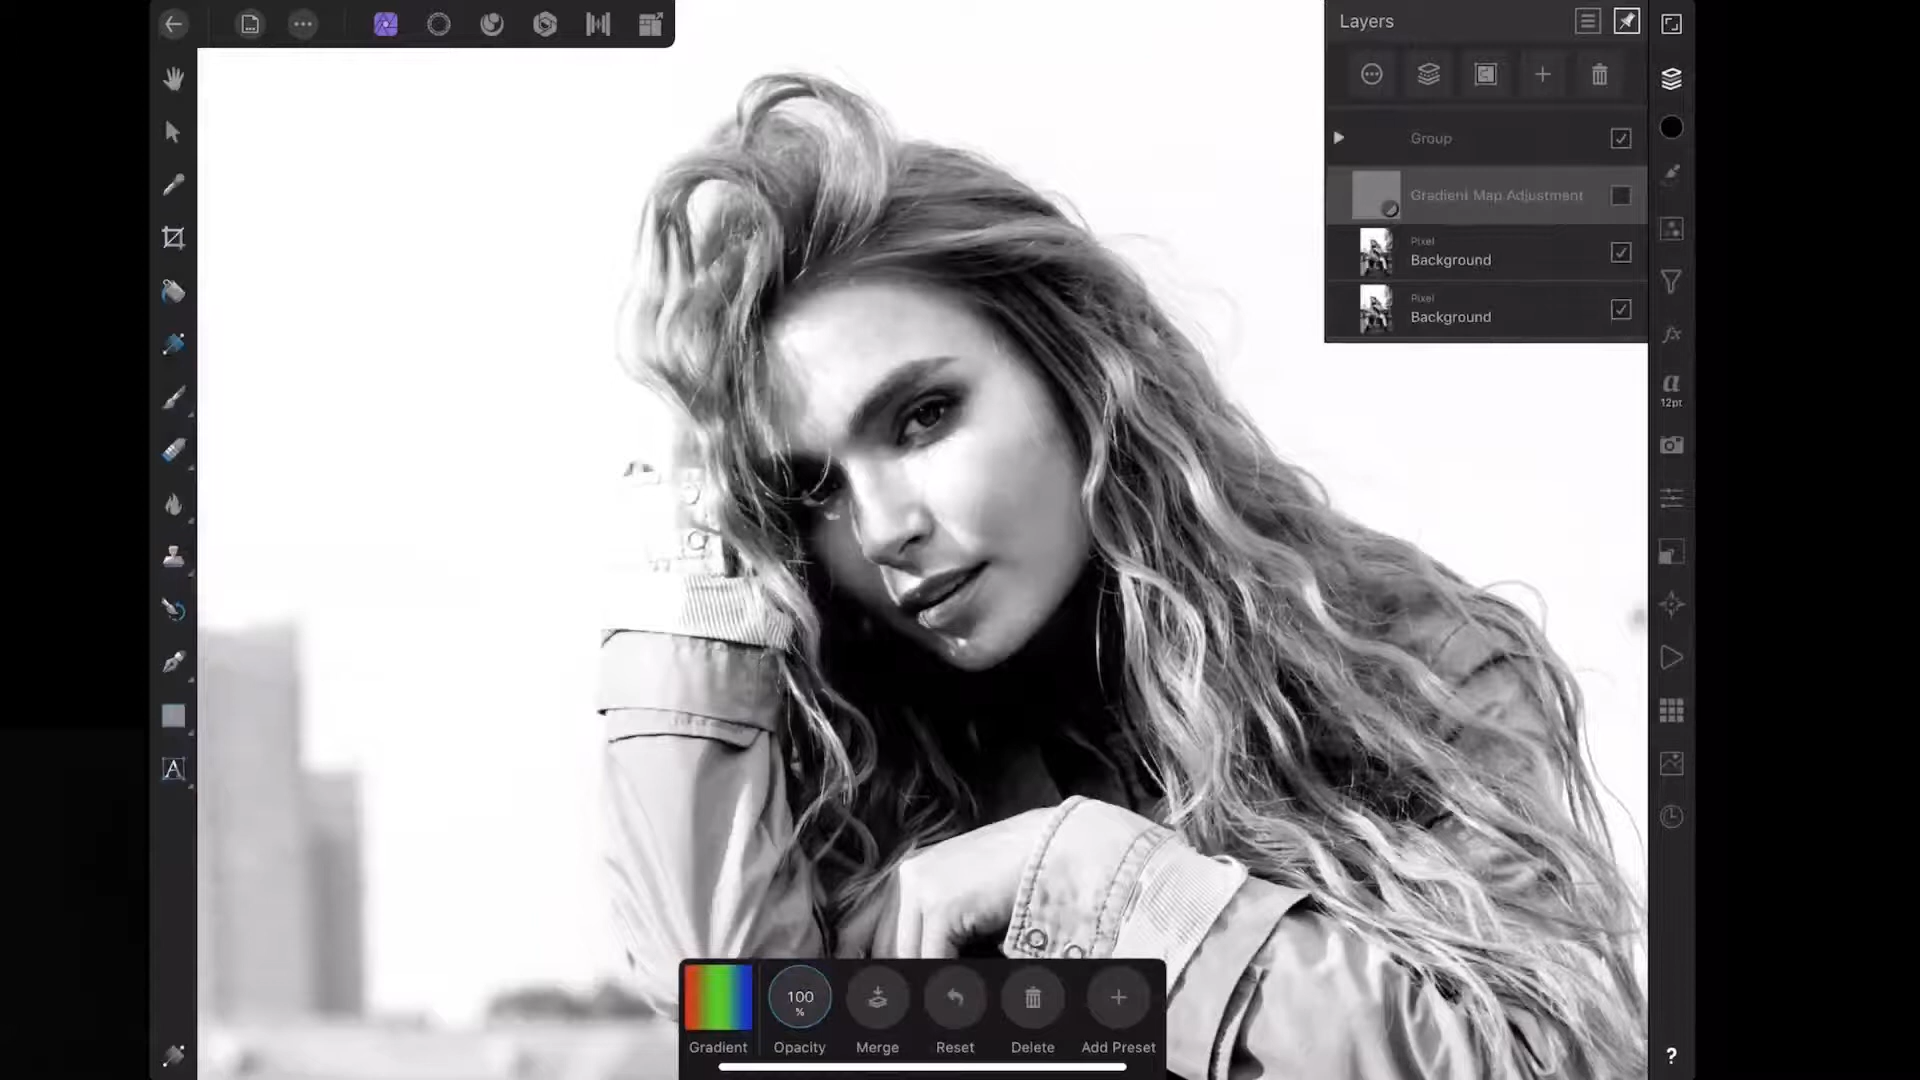 Layers
Group
Gradient Map Adjustment
Pixel
Background
Pixel
Background
a
12pt
A
100
%
Gradient
Opacity
Merge
Reset
Delete
Add Preset
?